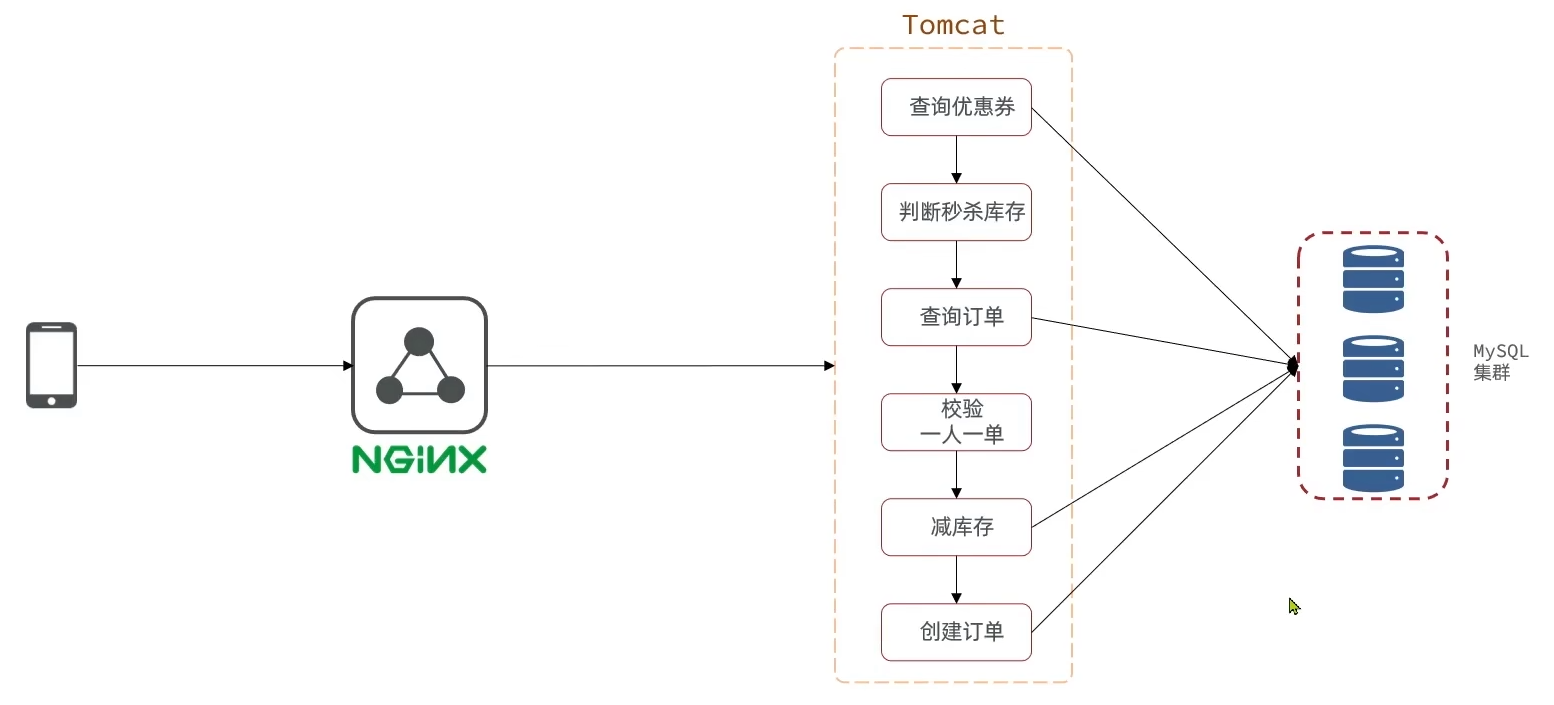 Tomcat
查询优惠券
判断秒杀库存
查询订单
校验
一人一单
减库存
创建订单
NGiNX
MySQL
集群